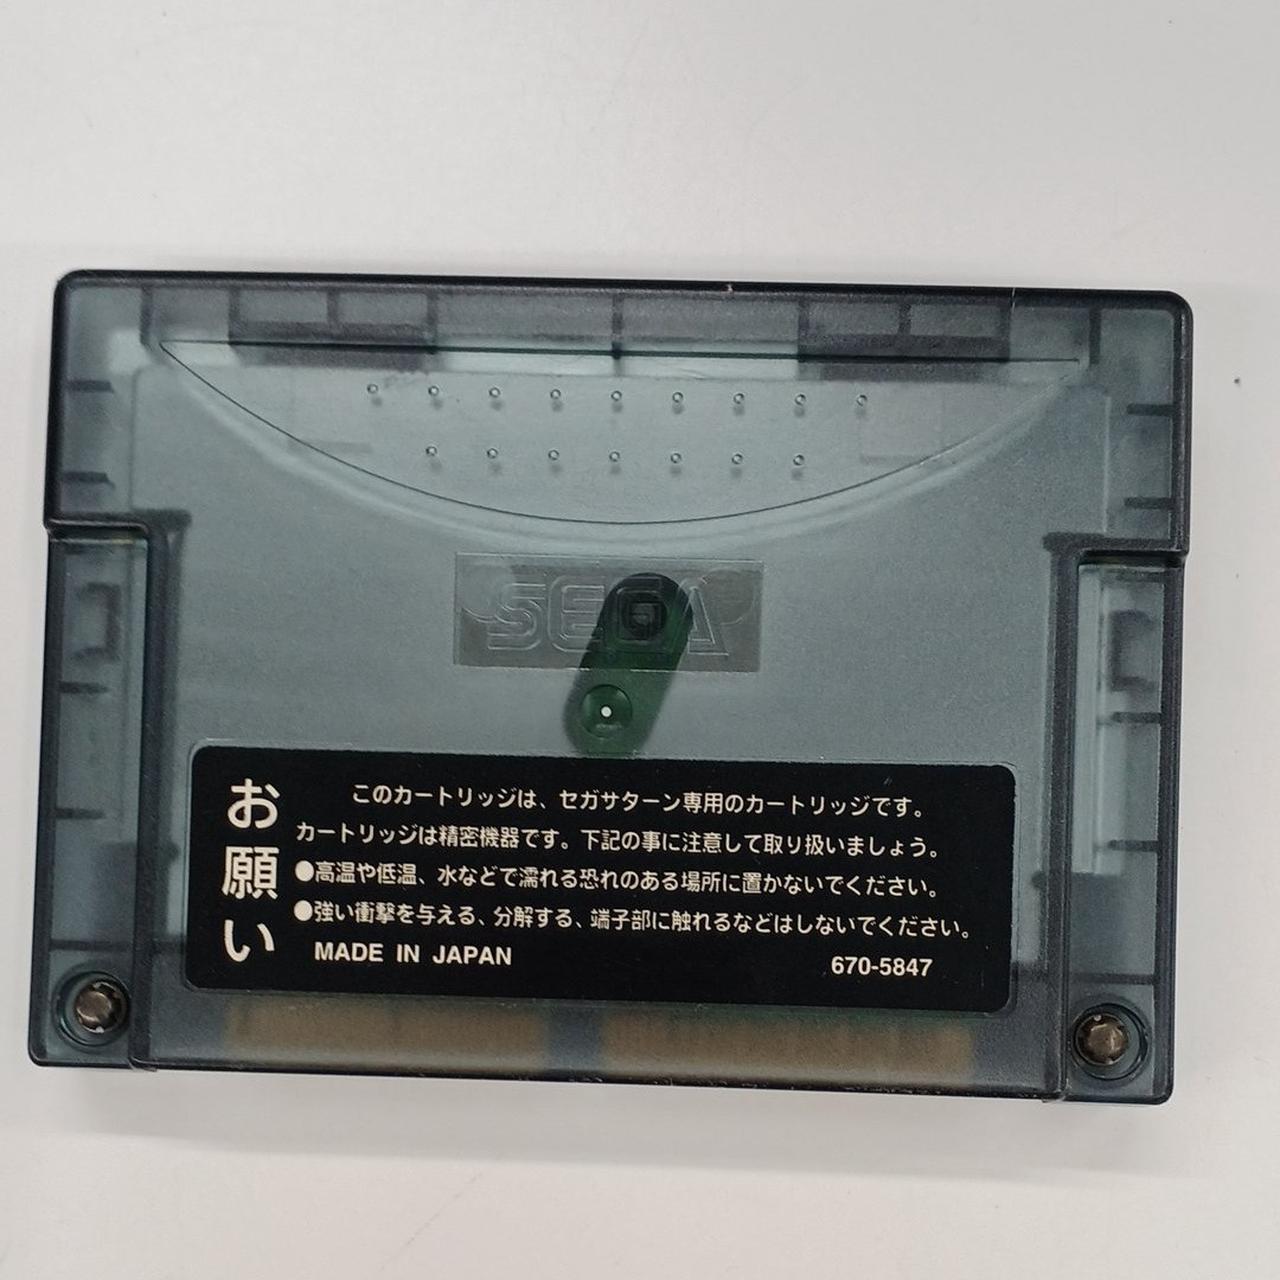 SEGA
お願い
このカートリッジは、セガサターン専用のカートリッジです。
カートリッジは精密機器です。下記の事に注意して取り扱いましょう。
●高温や低温、水などで濡れる恐れのある場所に置かないでください。
●強い衝撃を与える、分解する、端子部に触れるなどはしないでください。
MADE IN JAPAN 670-5847